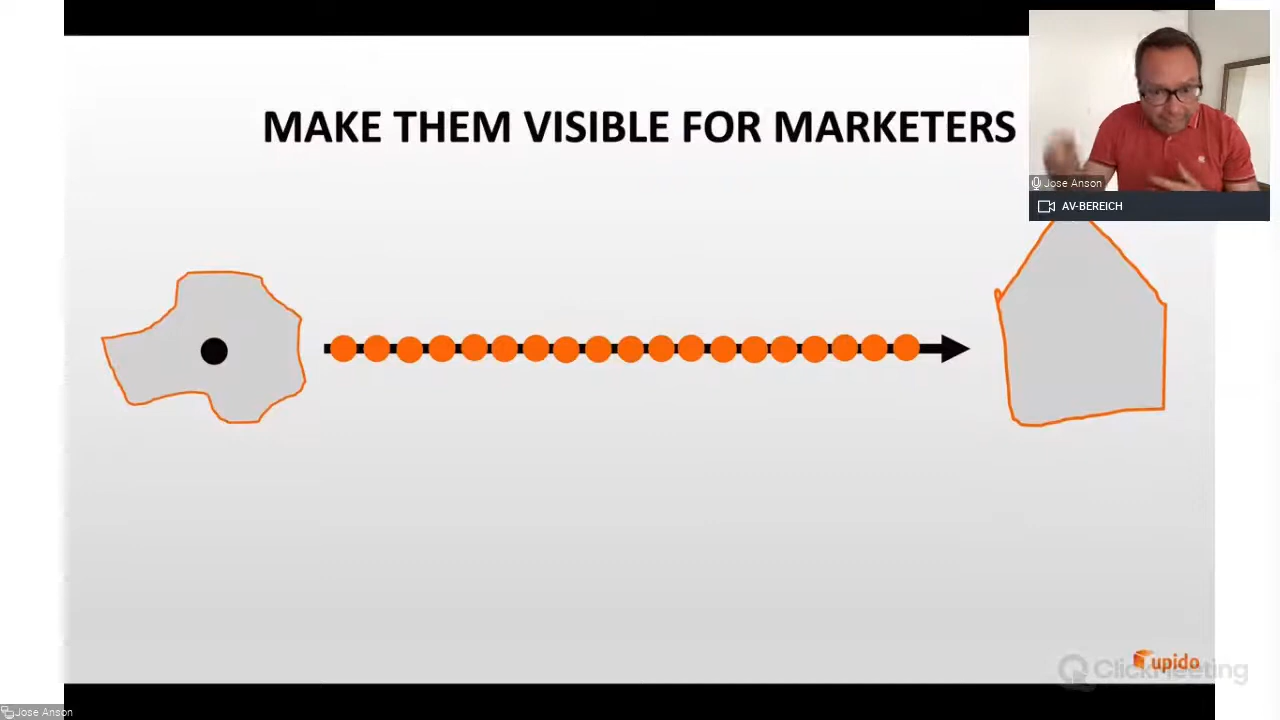 MAKE THEM VISIBLE FOR MARKETERS
Jose Anson
AV-BEREICH
upido
ClickMeeting
Jose Anson